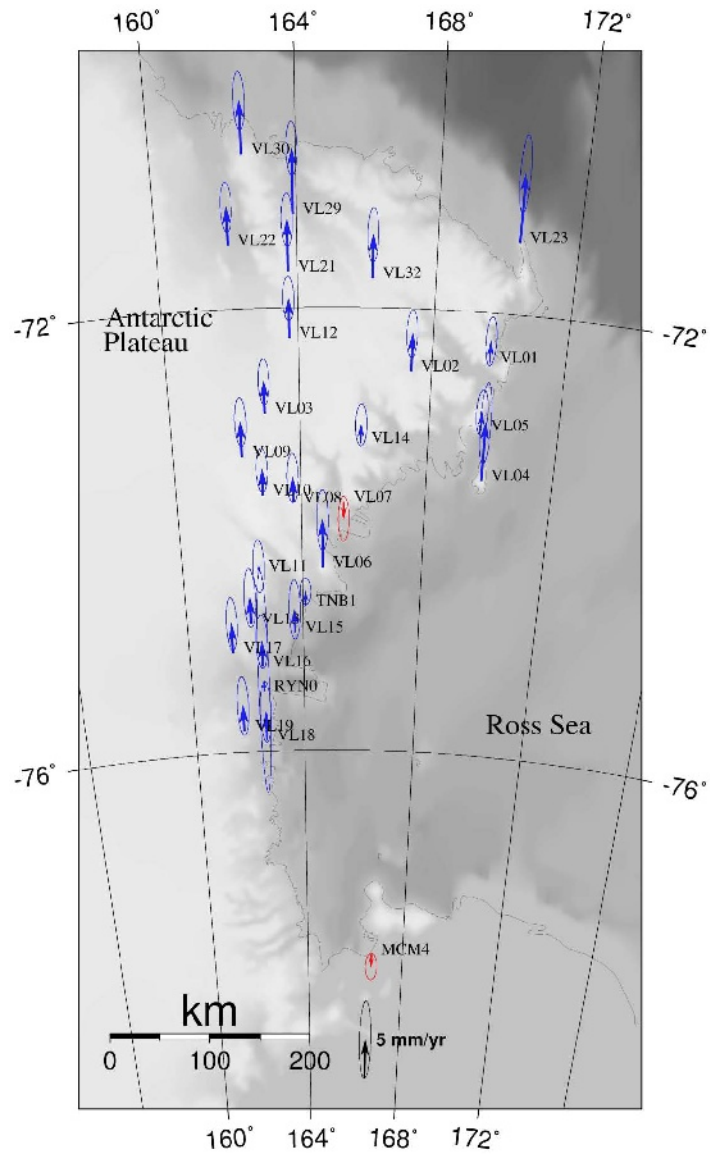 160° 164° 168° 172°
VL30
VL29
VL22
VL23
VL21
VL32
-72° -72°
Antarctic
Plateau
VL12
VL02
VL01
VL03
VL05
VL14
VL09
VL04
VL10
VL08
VL07
VL06
VL11
TNB1
VL15
VL17
VL16
RYN0
Ross Sea
VL19
VL18
-76° -76°
MCM4
km
5 mm/yr
0 100 200
160° 164° 168° 172°